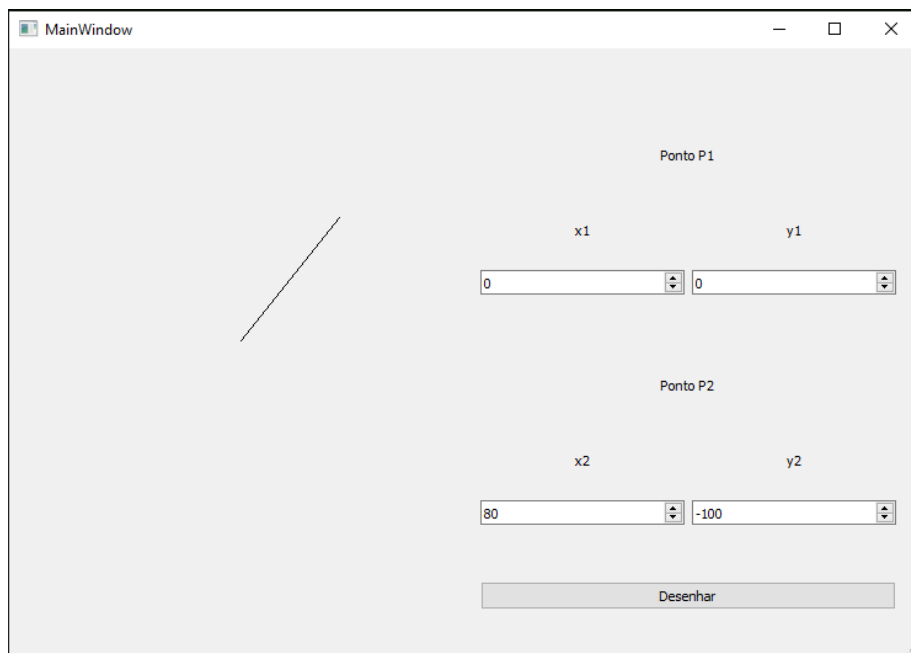 MainWindow
Ponto P1
x1 y1
0 0
Ponto P2
x2 y2
80 -100
Desenhar